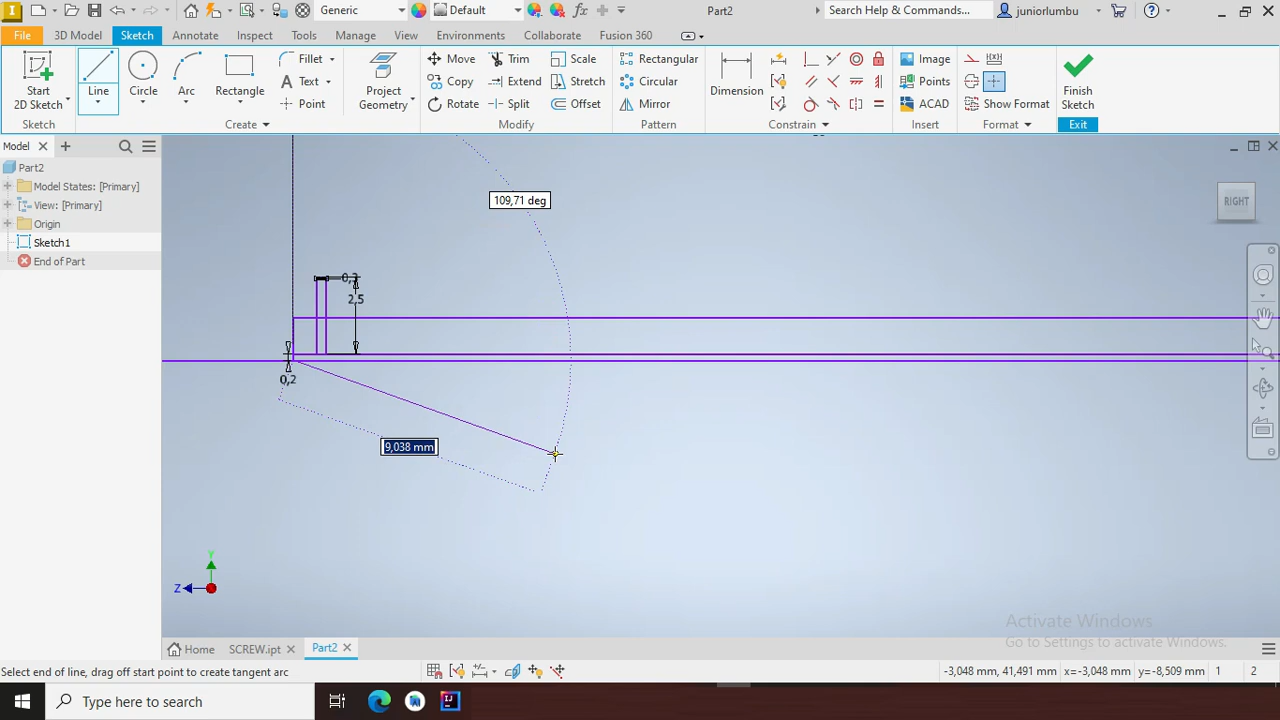 Generic
Default
Part2
Search Help & Commands...
juniorlumbu
File
3D Model
Sketch
Annotate
Inspect
Tools
Manage
View
Environments
Collaborate
Fusion 360
Start
2D Sketch
Line
Circle
Arc
Rectangle
Fillet
Text
Point
Project
Geometry
Move
Copy
Rotate
Trim
Extend
Split
Scale
Stretch
Offset
Rectangular
Circular
Mirror
Dimension
Image
Points
ACAD
Show Format
Finish
Sketch
Sketch
Create
Modify
Pattern
Constrain
Insert
Format
Exit
Model
Part2
Model States: [Primary]
View: [Primary]
Origin
Sketch1
End of Part
109,71 deg
RIGHT
2,5
0,2
9,038 mm
Y
Z
Activate Windows
Go to Settings to activate Windows.
Home
SCREW.ipt
Part2
Select end of line, drag off start point to create tangent arc
-3,048 mm, 41,491 mm
x=-3,048 mm
y=-8,509 mm
1
2
Type here to search